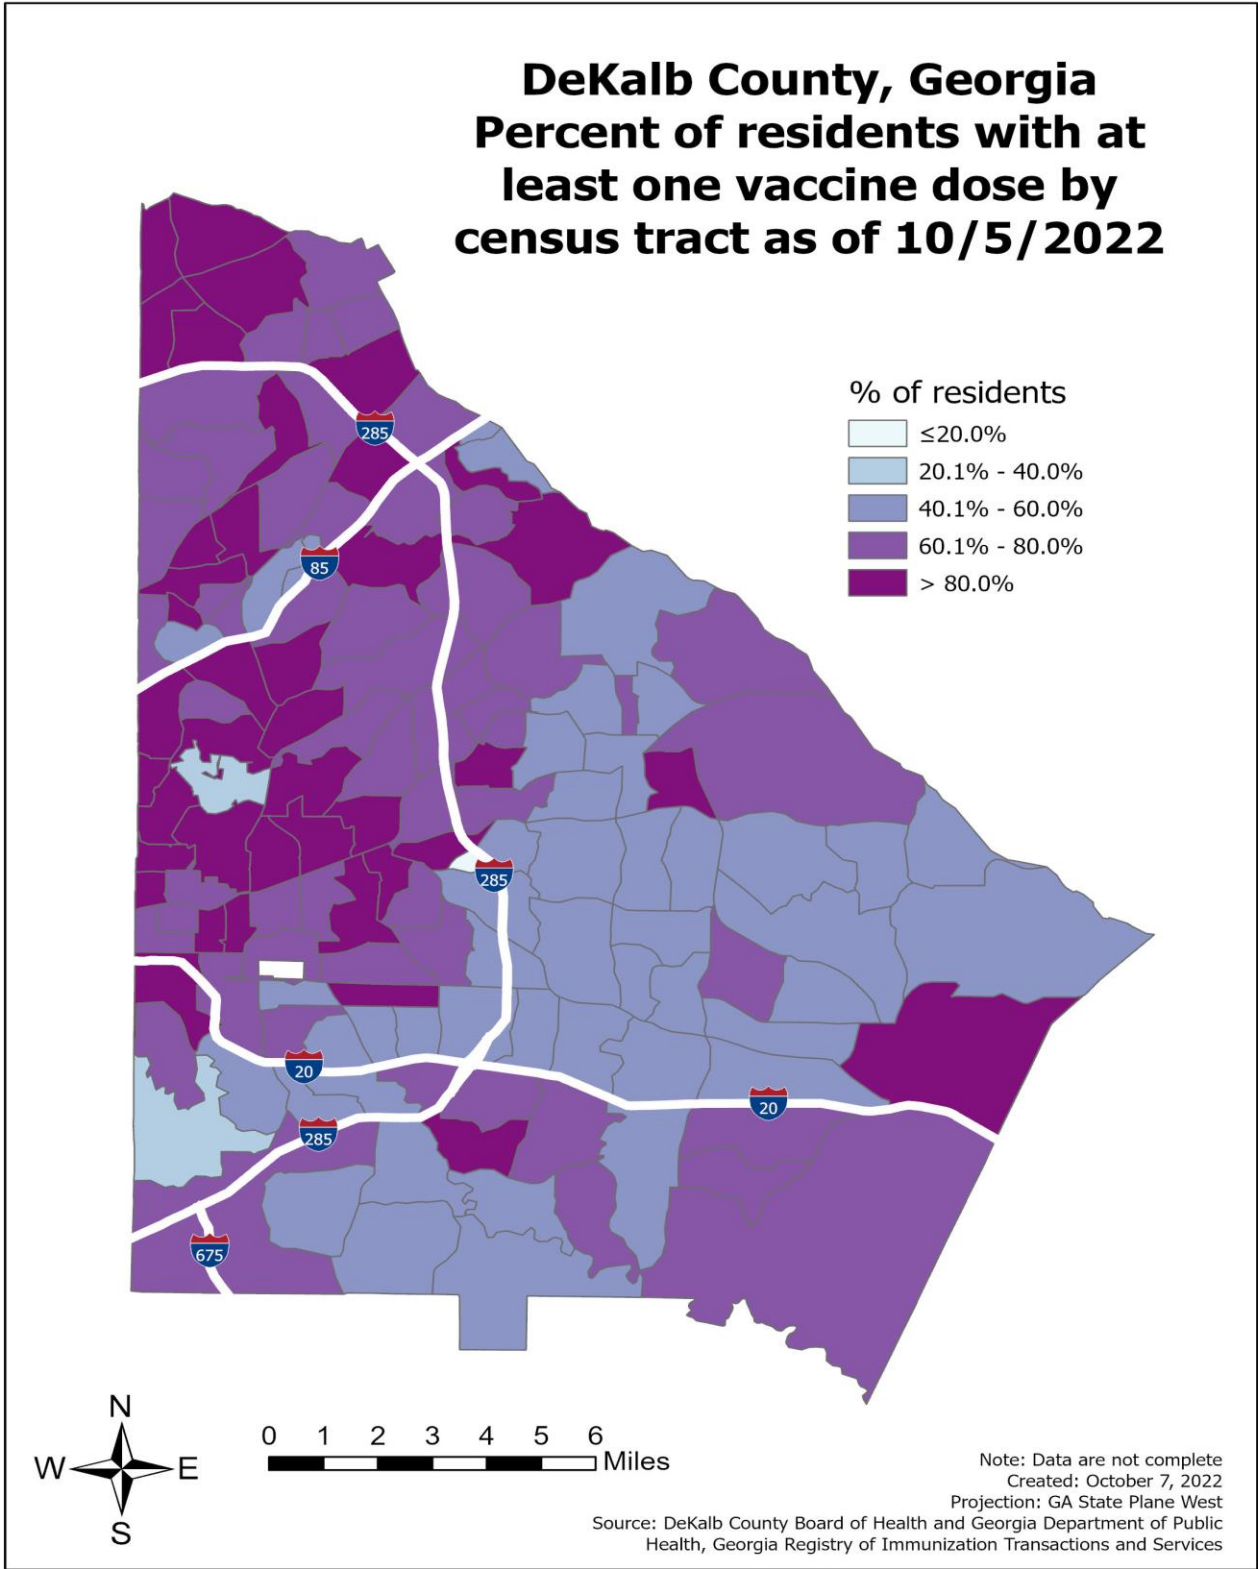 DeKalb County, Georgia
Percent of residents with at
least one vaccine dose by
census tract as of 10/5/2022
% of residents
≤20.0%
20.1% - 40.0%
40.1% - 60.0%
60.1% - 80.0%
> 80.0%
285
85
285
20
20
285
675
N
W E
S
0 1 2 3 4 5 6
Miles
Note: Data are not complete
Created: October 7, 2022
Projection: GA State Plane West
Source: DeKalb County Board of Health and Georgia Department of Public
Health, Georgia Registry of Immunization Transactions and Services